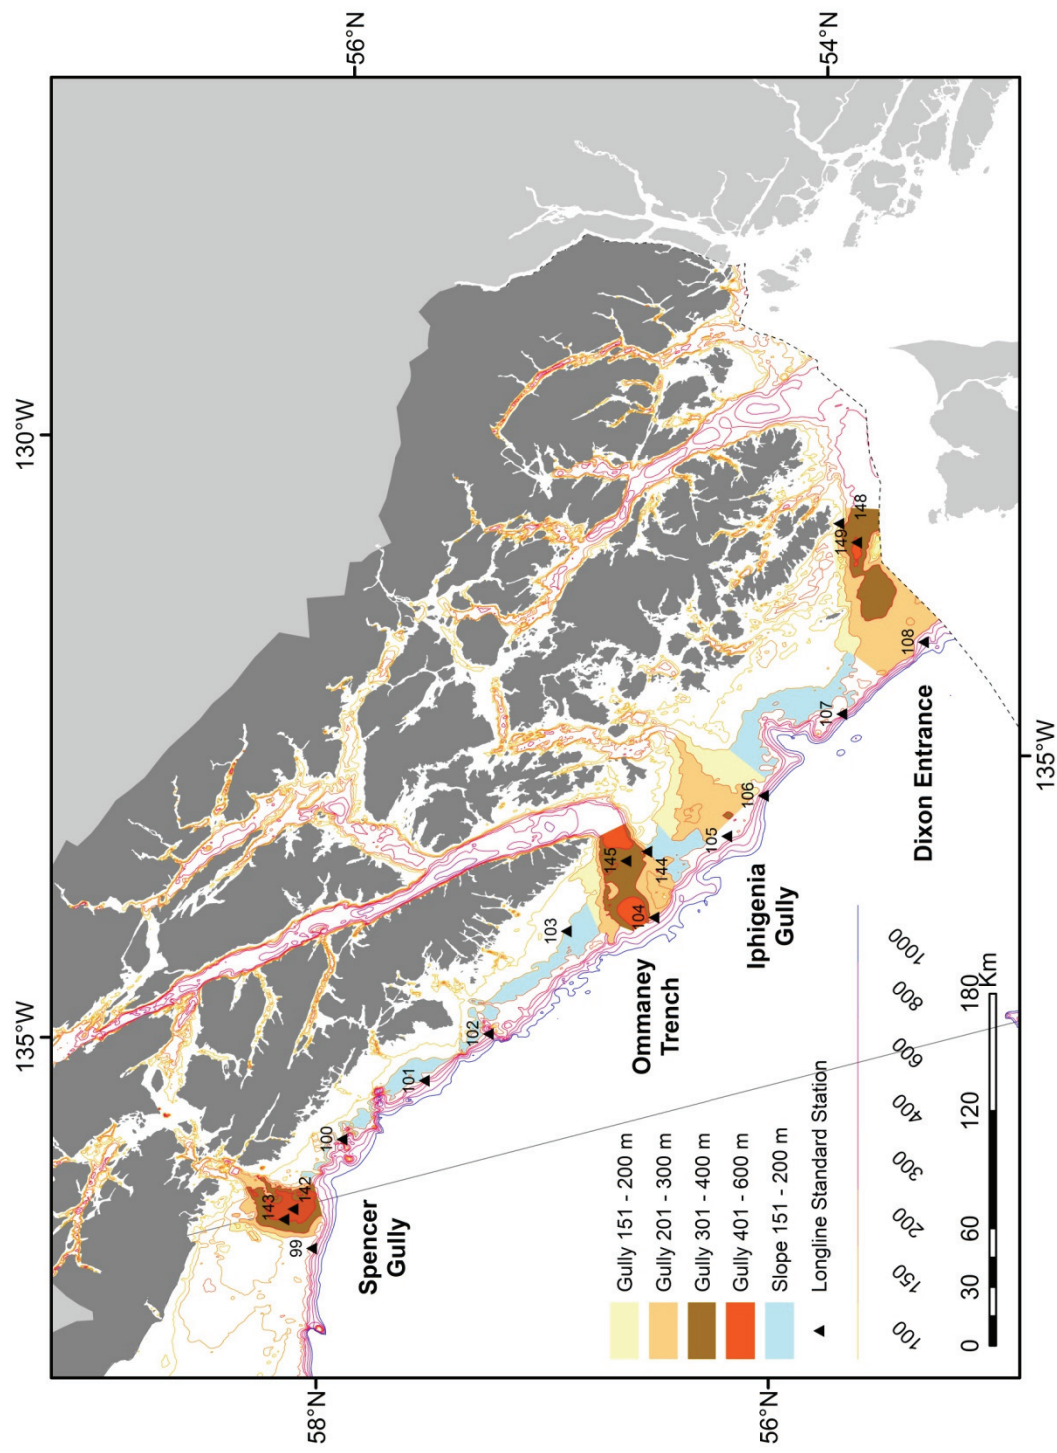 130°W
135°W
56°N
54°N
58°N
56°N
135°W
143
142
99
100
101
102
103
145
104
144
105
106
107
108
149
148
Spencer
Gully
Ommaney
Trench
Iphigenia
Gully
Dixon Entrance
Gully 151 - 200 m
Gully 201 - 300 m
Gully 301 - 400 m
Gully 401 - 600 m
Slope 151 - 200 m
Longline Standard Station
100 150 200 300 400 600 800 1000
0 30 60 120 180
Km